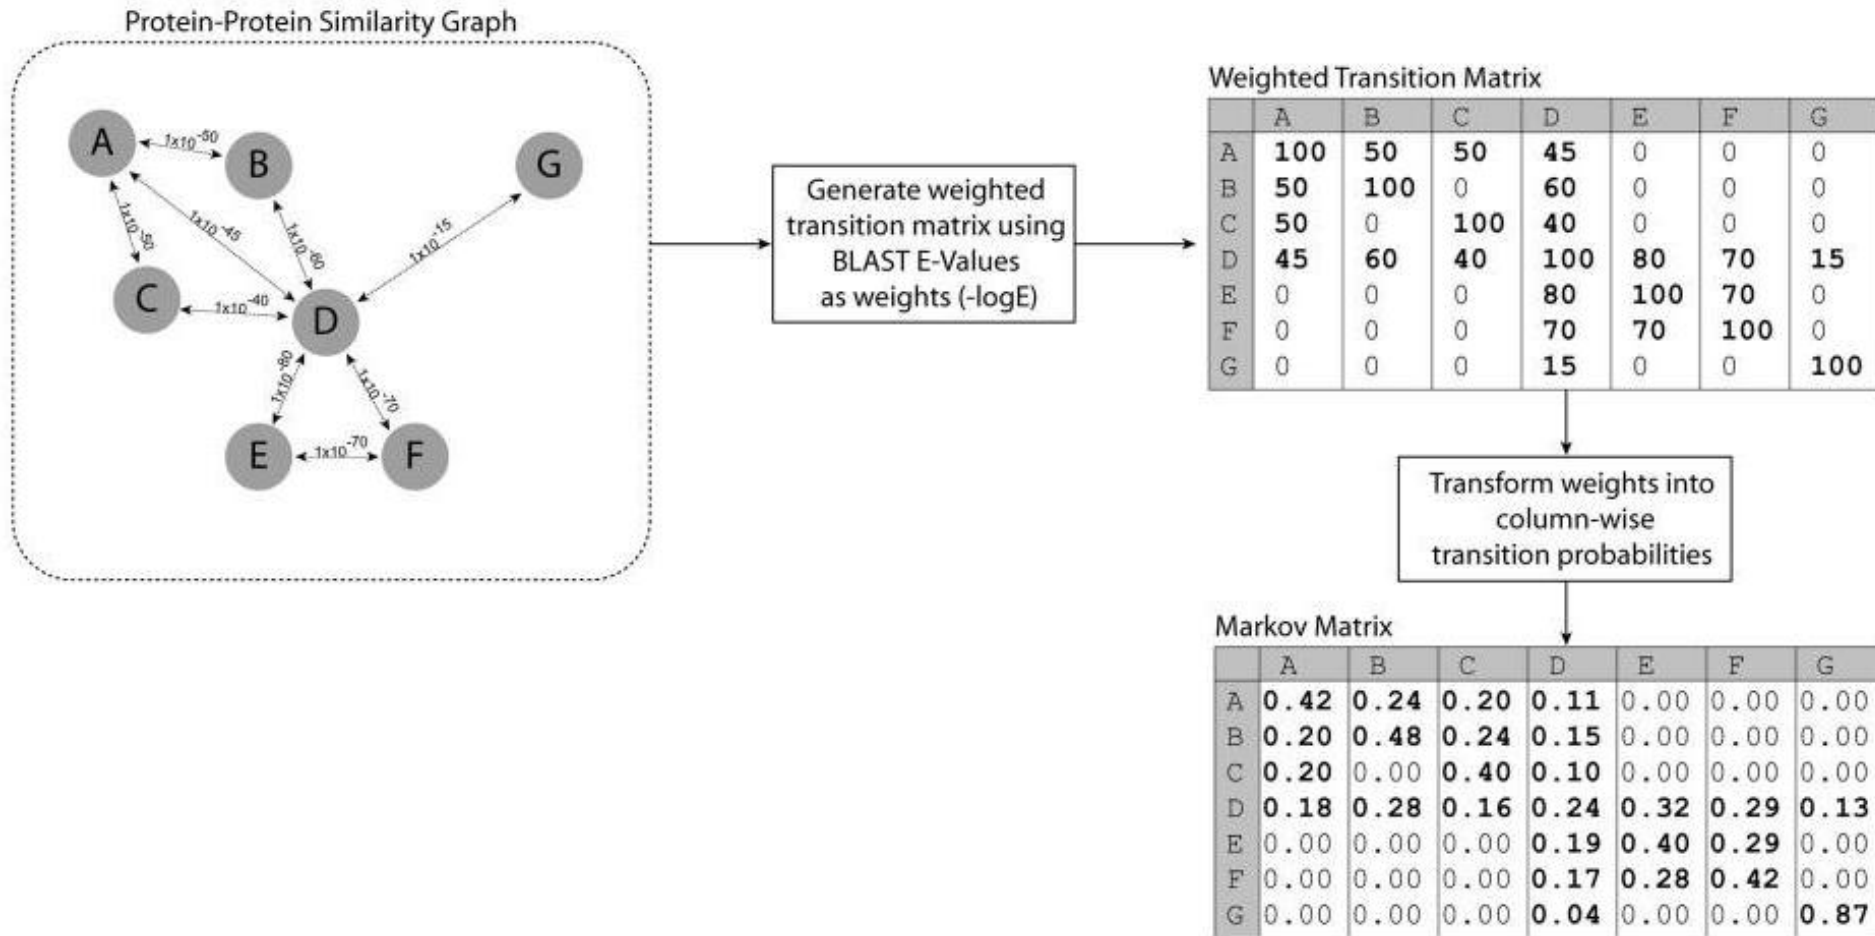 Protein-Protein Similarity Graph
A
B
G
C
D
E
F
1x10-50
1x10-45
1x10-50
1x10-60
1x10-15
1x10-40
1x10-80
1x10-70
1x10-70
Generate weighted
transition matrix using
BLAST E-Values
as weights (-logE)
Weighted Transition Matrix
A B C D E F G
A 100 50 50 45 0 0 0
B 50 100 0 60 0 0 0
C 50 0 100 40 0 0 0
D 45 60 40 100 80 70 15
E 0 0 0 80 100 70 0
F 0 0 0 70 70 100 0
G 0 0 0 15 0 0 100
Transform weights into
column-wise
transition probabilities
Markov Matrix
A B C D E F G
A 0.42 0.24 0.20 0.11 0.00 0.00 0.00
B 0.20 0.48 0.24 0.15 0.00 0.00 0.00
C 0.20 0.00 0.40 0.10 0.00 0.00 0.00
D 0.18 0.28 0.16 0.24 0.32 0.29 0.13
E 0.00 0.00 0.00 0.19 0.40 0.29 0.00
F 0.00 0.00 0.00 0.17 0.28 0.42 0.00
G 0.00 0.00 0.00 0.04 0.00 0.00 0.87